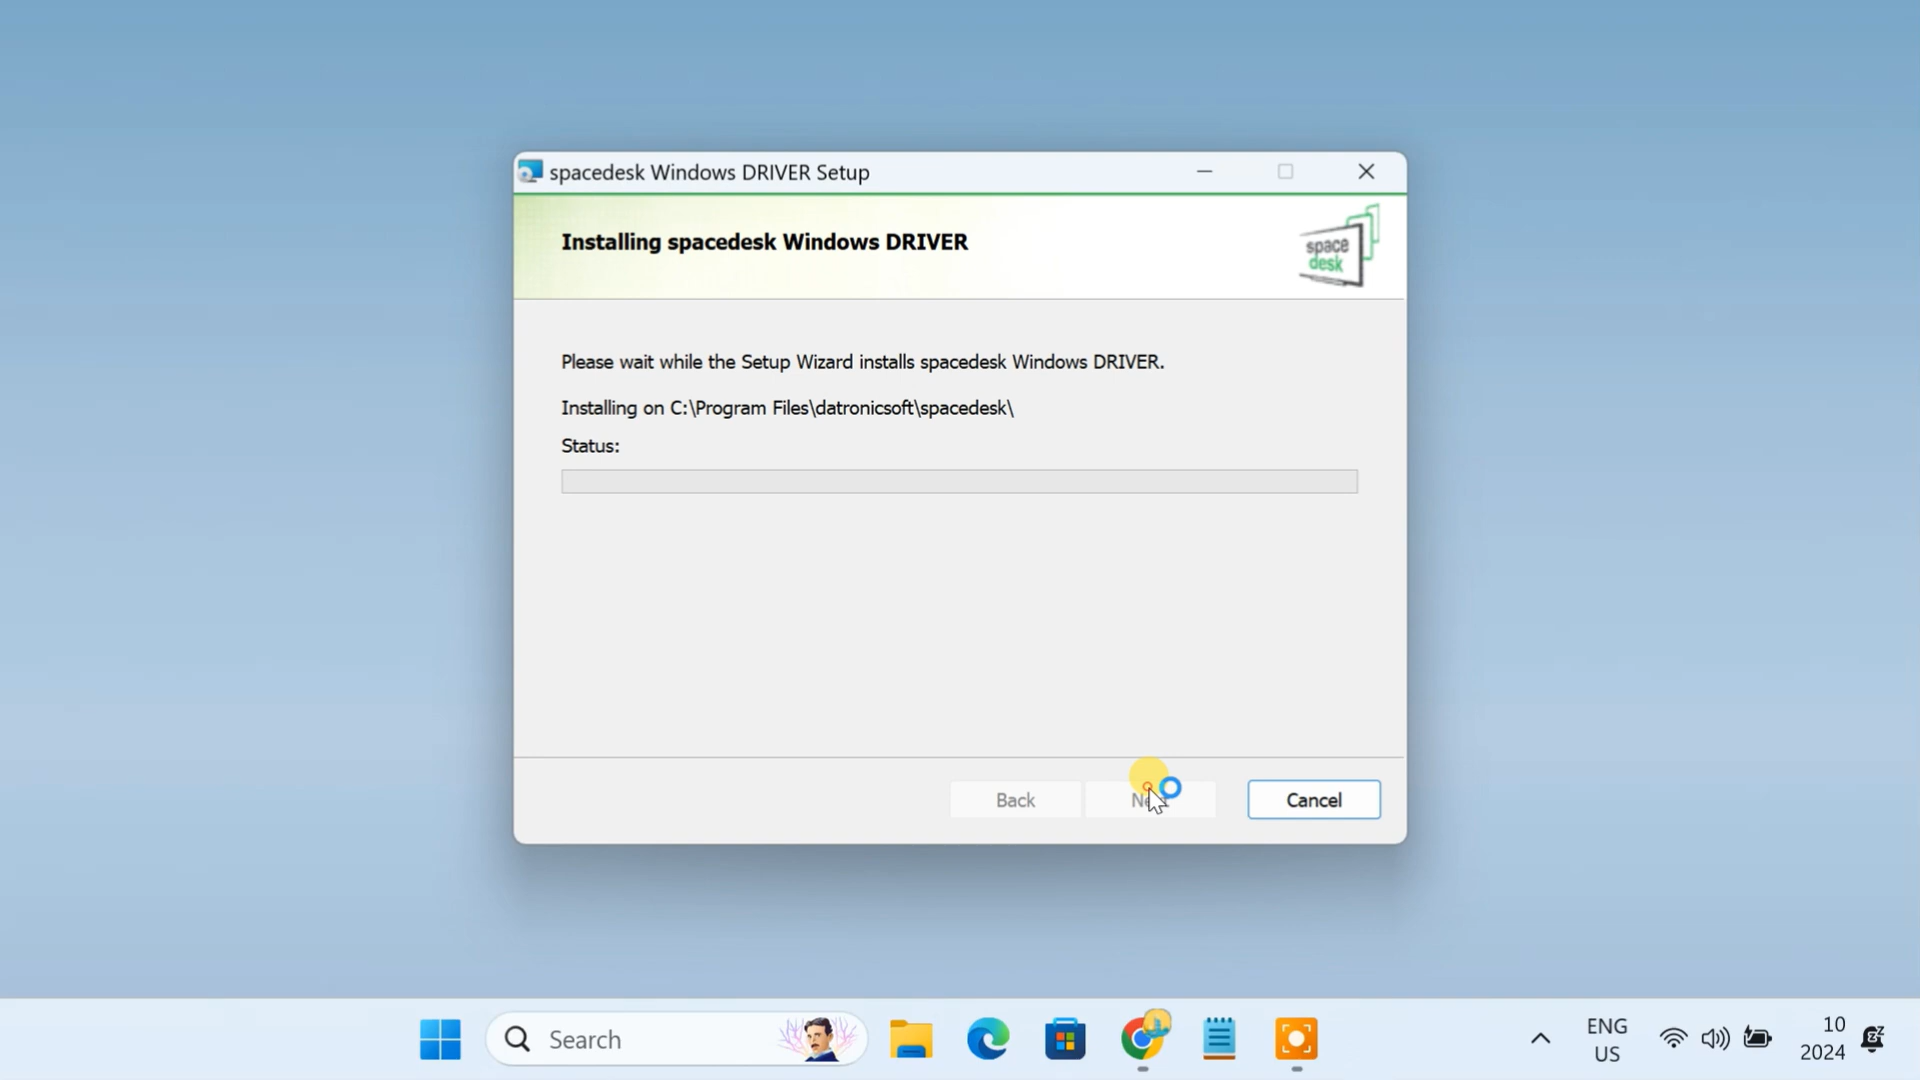 spacedesk Windows DRIVER Setup
Installing spacedesk Windows DRIVER
space
desk
Please wait while the Setup Wizard installs spacedesk Windows DRIVER.
Installing on C:\Program Files\datronicsoft\spacedesk\
Status:
Back
Cancel
Search
ENG
US
10
2024